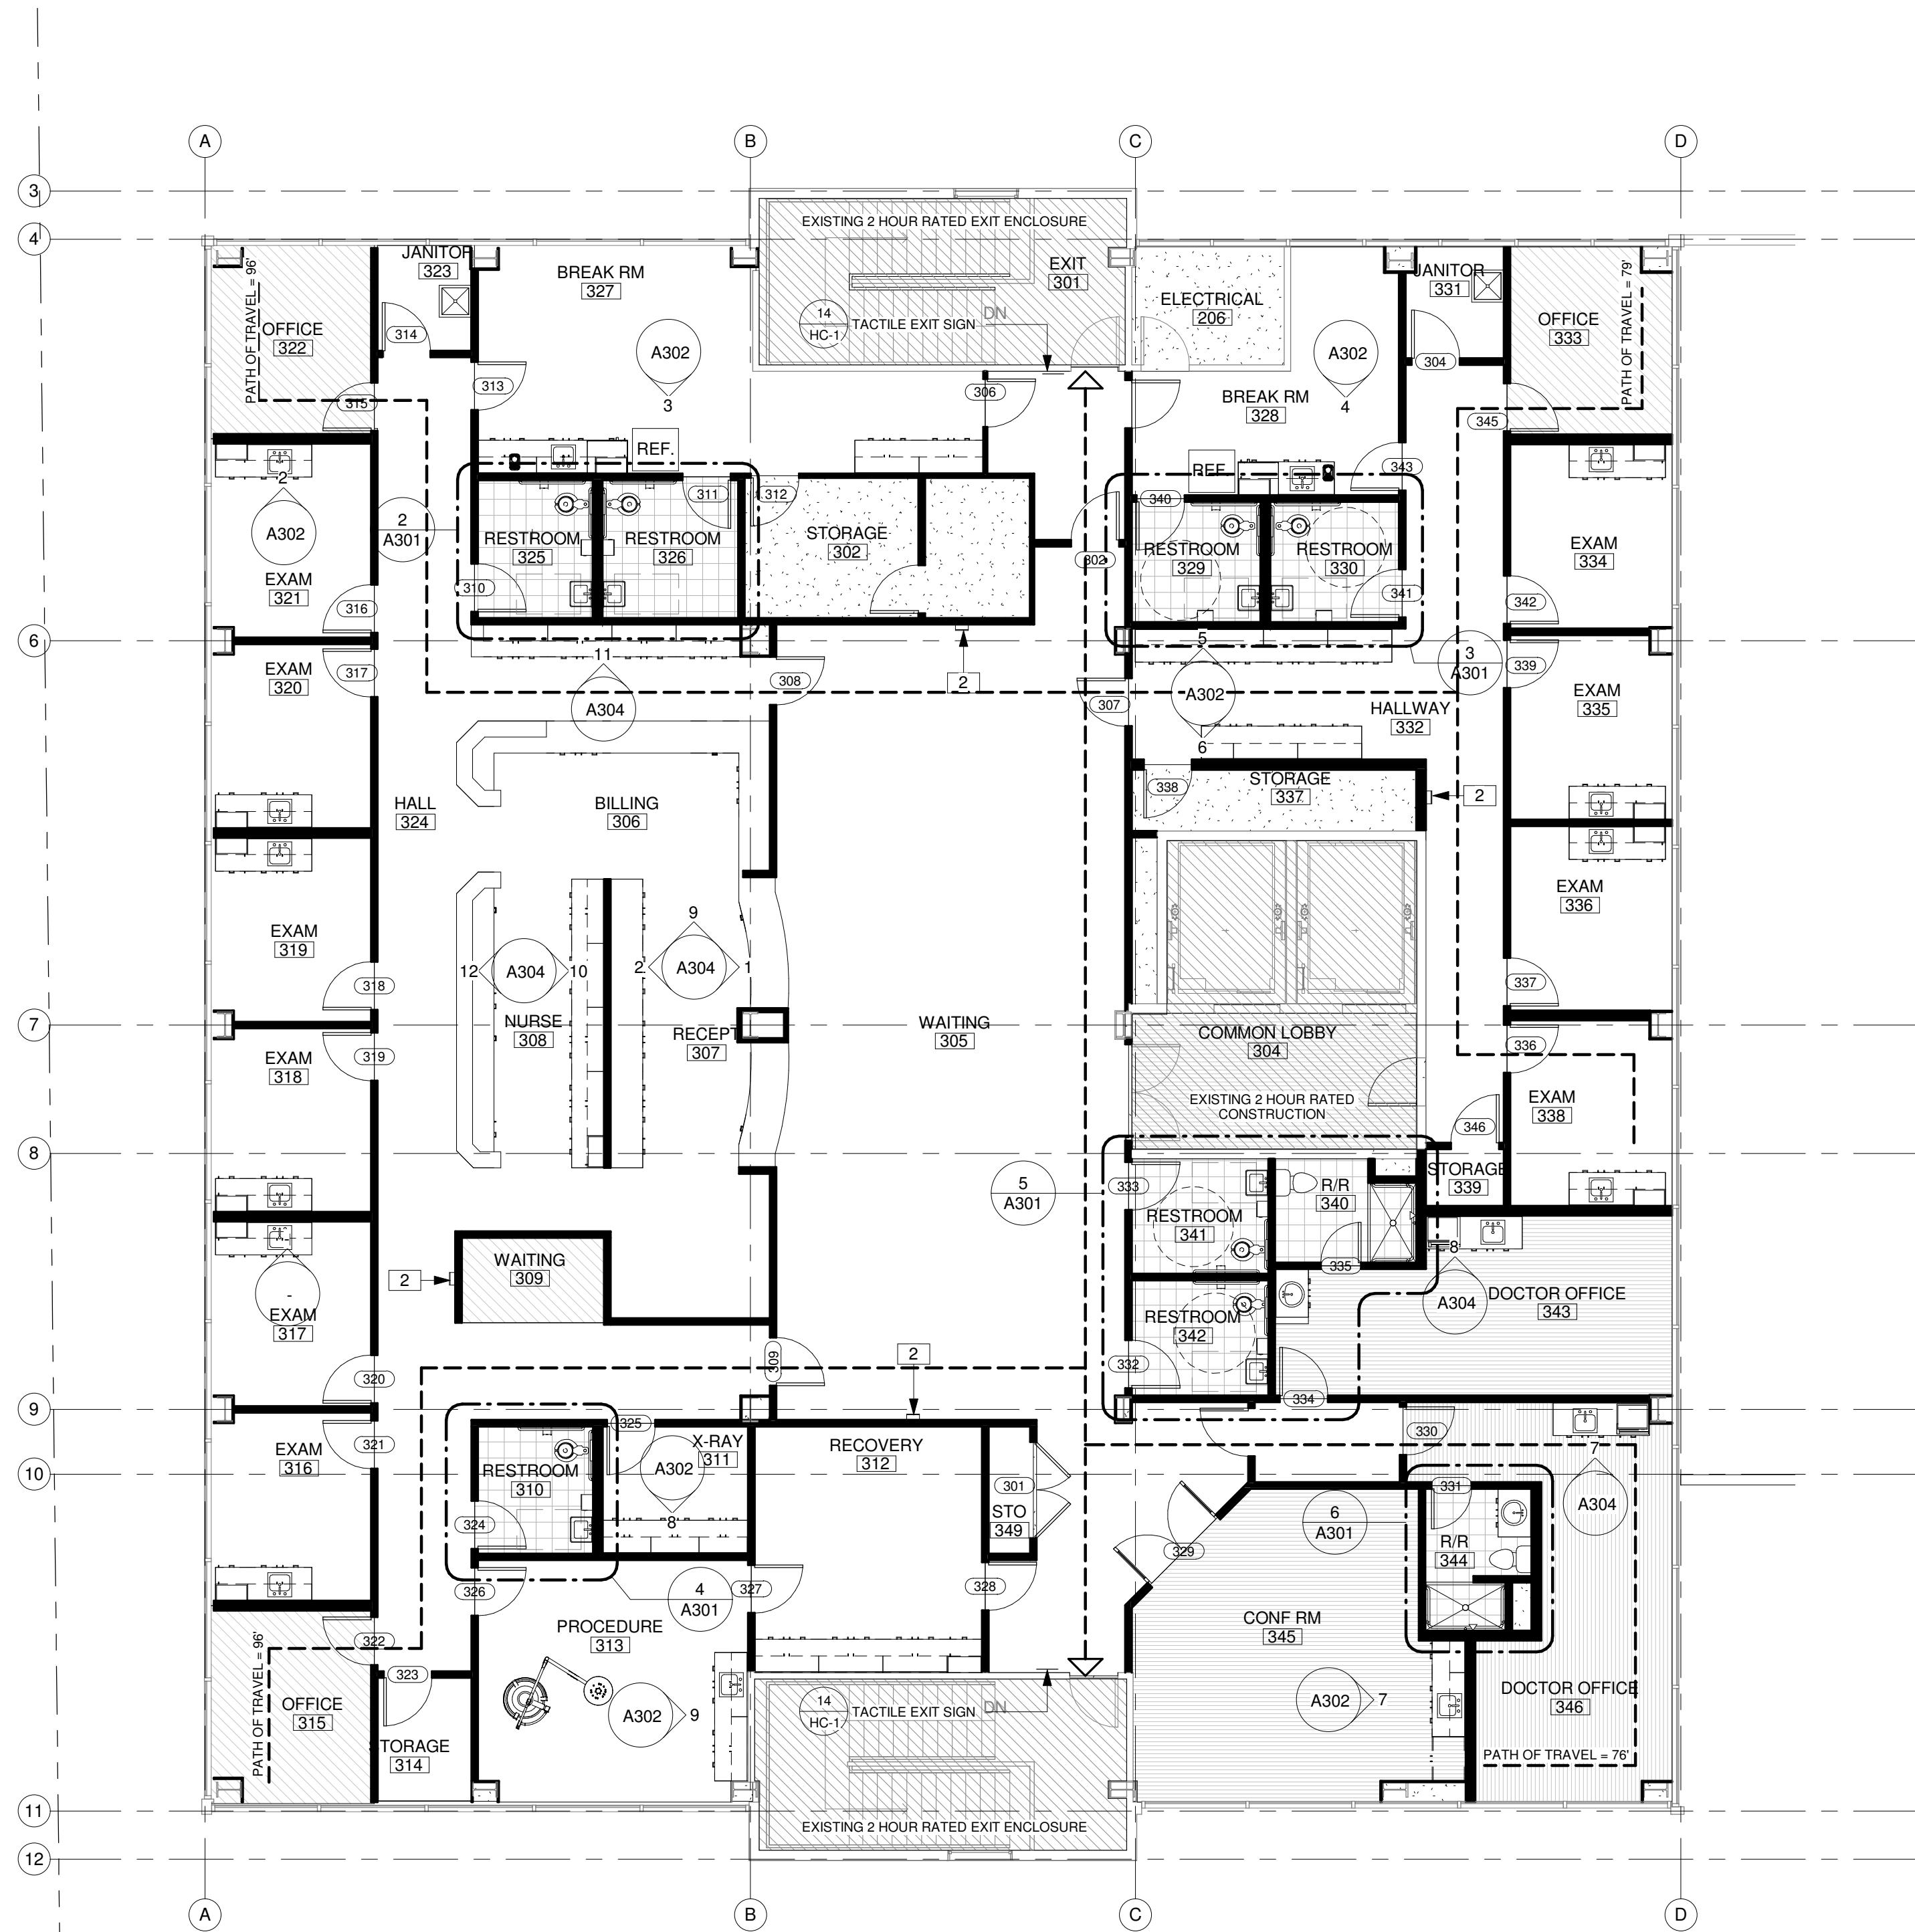 A
B
C
D
3
4
EXISTING 2 HOUR RATED EXIT ENCLOSURE
JANITOR
323
BREAK RM
327
EXIT
301
ELECTRICAL
206
JANITOR
331
PATH OF TRAVEL = 96'
OFFICE
322
314
14
HC-1
TACTILE EXIT SIGN
DN
A302
3
A302
4
304
OFFICE
333
PATH OF TRAVEL = 79'
315
313
306
BREAK RM
328
345
REF.
REF.
343
2
A302
2
A301
311
312
340
RESTROOM
325
RESTROOM
326
STORAGE
302
302
RESTROOM
329
RESTROOM
330
EXAM
334
EXAM
321
316
310
341
342
6
EXAM
320
317
11
A304
308
2
307
5
A302
6
3
A301
339
HALLWAY
332
EXAM
335
HALL
324
BILLING
306
338
STORAGE
337
2
EXAM
336
EXAM
319
318
12
A304
10
9
2
A304
1
337
7
NURSE
308
RECEPT
307
WAITING
305
COMMON LOBBY
304
336
EXAM
318
319
EXISTING 2 HOUR RATED
CONSTRUCTION
EXAM
338
346
8
5
A301
333
R/R
340
STORAGE
339
RESTROOM
341
2
WAITING
309
335
8
A304
-
EXAM
317
RESTROOM
342
DOCTOR OFFICE
343
320
309
2
332
334
9
EXAM
316
321
325
X-RAY
311
A302
8
RECOVERY
312
330
7
A304
10
RESTROOM
310
301
STO
349
331
324
6
A301
329
R/R
344
326
4
A301
327
328
PROCEDURE
313
CONF RM
345
PATH OF TRAVEL = 96'
322
323
OFFICE
315
A302
9
14
HC-1
TACTILE EXIT SIGN
DN
A302
7
DOCTOR OFFICE
346
STORAGE
314
PATH OF TRAVEL = 76'
11
EXISTING 2 HOUR RATED EXIT ENCLOSURE
12
A
B
C
D